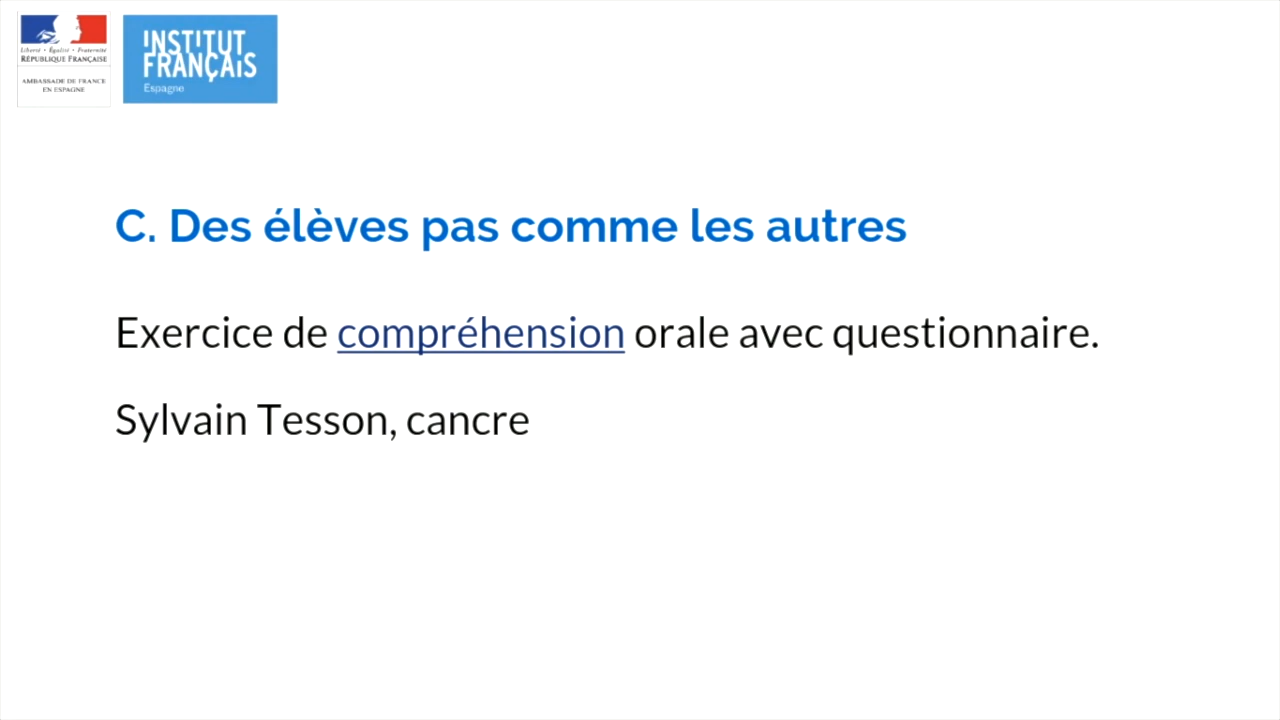 Liberté • Égalité • Fraternité
RÉPUBLIQUE FRANÇAISE
AMBASSADE DE FRANCE
EN ESPAGNE
INSTITUT
FRANÇAIS
Espagne
C. Des élèves pas comme les autres
Exercice de compréhension orale avec questionnaire.
Sylvain Tesson, cancre